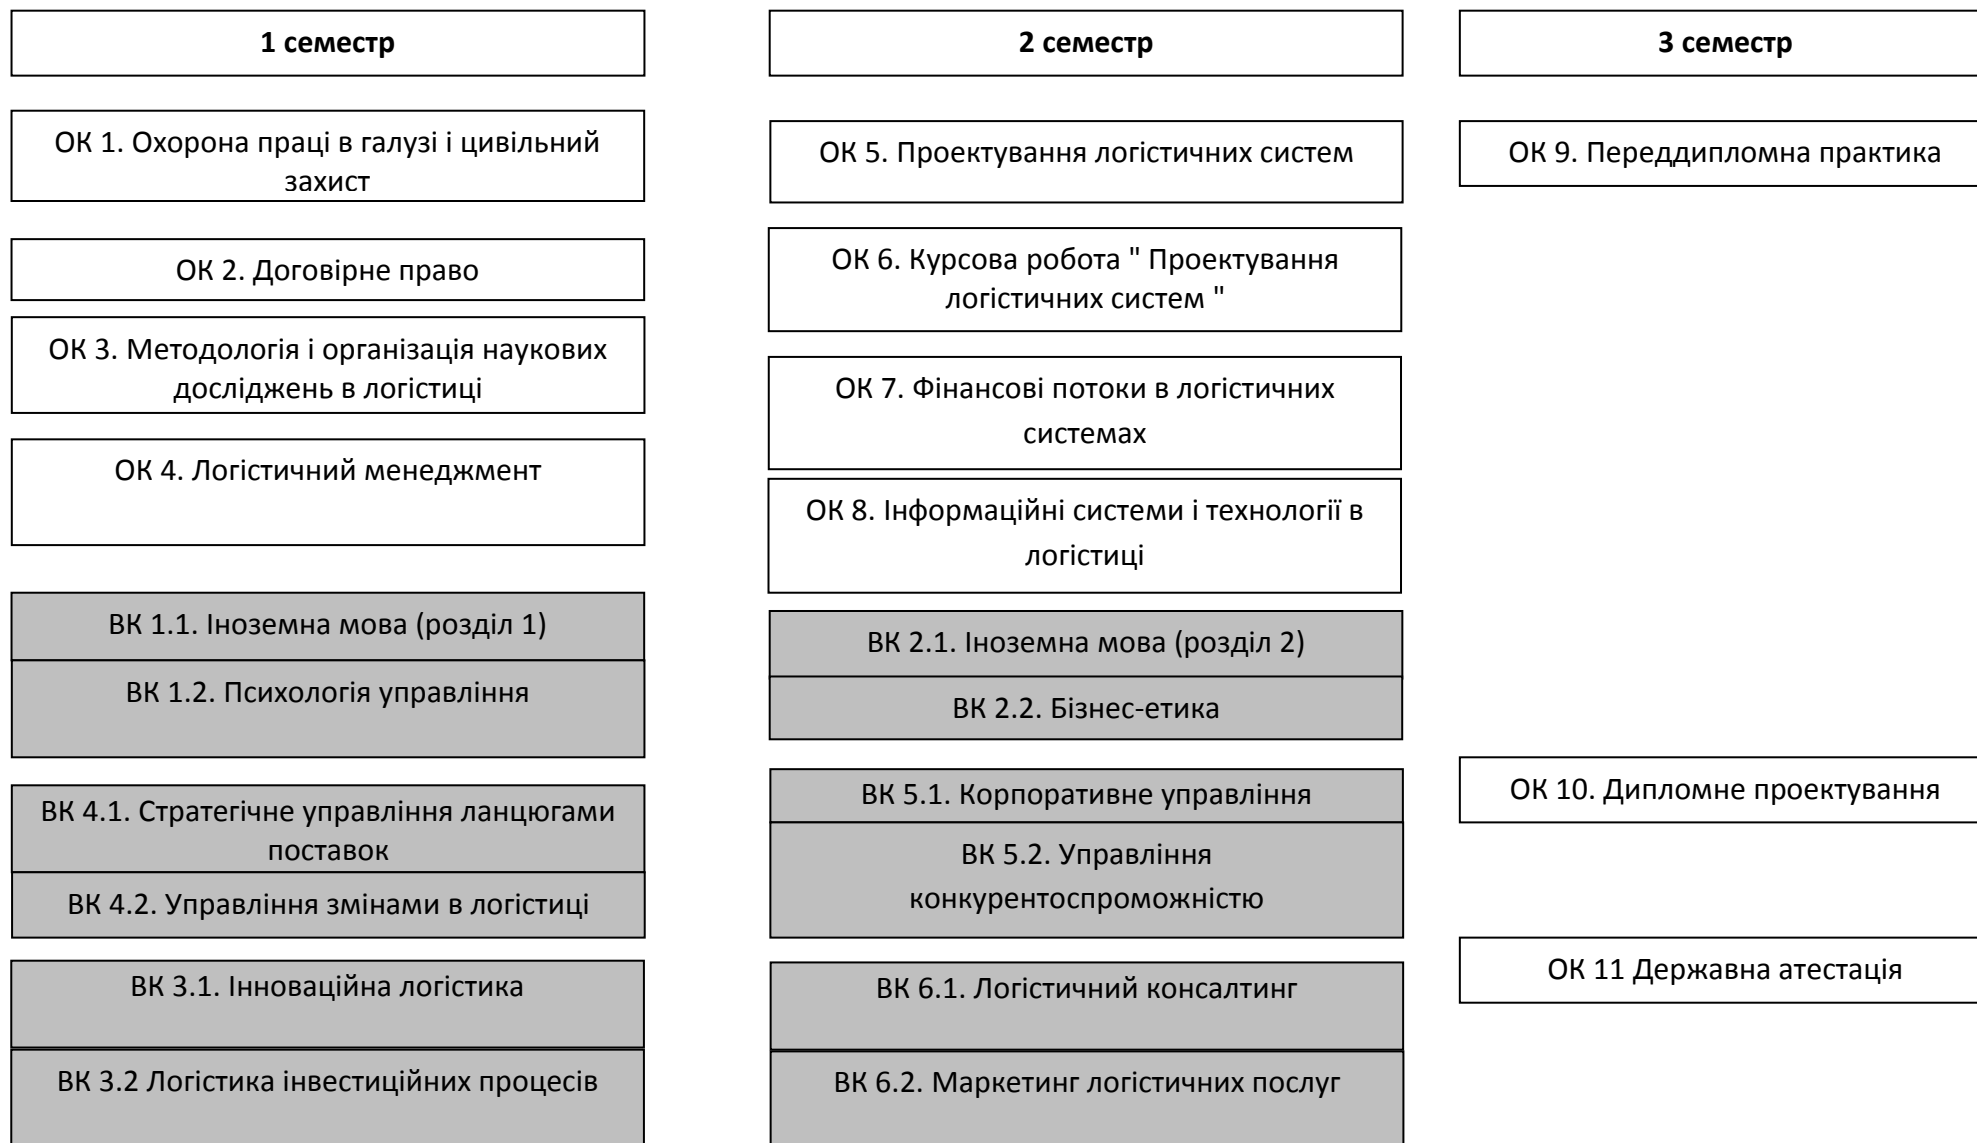 1 семестр
ОК 1. Охорона праці в галузі і цивільний
захист
ОК 2. Договірне право
ОК 3. Методологія і організація наукових
досліджень в логістиці
ОК 4. Логістичний менеджмент
ВК 1.1. Іноземна мова (розділ 1)
ВК 1.2. Психологія управління
ВК 4.1. Стратегічне управління ланцюгами
поставок
ВК 4.2. Управління змінами в логістиці
ВК 3.1. Інноваційна логістика
ВК 3.2 Логістика інвестиційних процесів
2 семестр
ОК 5. Проектування логістичних систем
ОК 6. Курсова робота " Проектування
логістичних систем "
ОК 7. Фінансові потоки в логістичних
системах
ОК 8. Інформаційні системи і технології в
логістиці
ВК 2.1. Іноземна мова (розділ 2)
ВК 2.2. Бізнес-етика
ВК 5.1. Корпоративне управління
ВК 5.2. Управління
конкурентоспроможністю
ВК 6.1. Логістичний консалтинг
ВК 6.2. Маркетинг логістичних послуг
3 семестр
ОК 9. Переддипломна практика
ОК 10. Дипломне проектування
ОК 11 Державна атестація